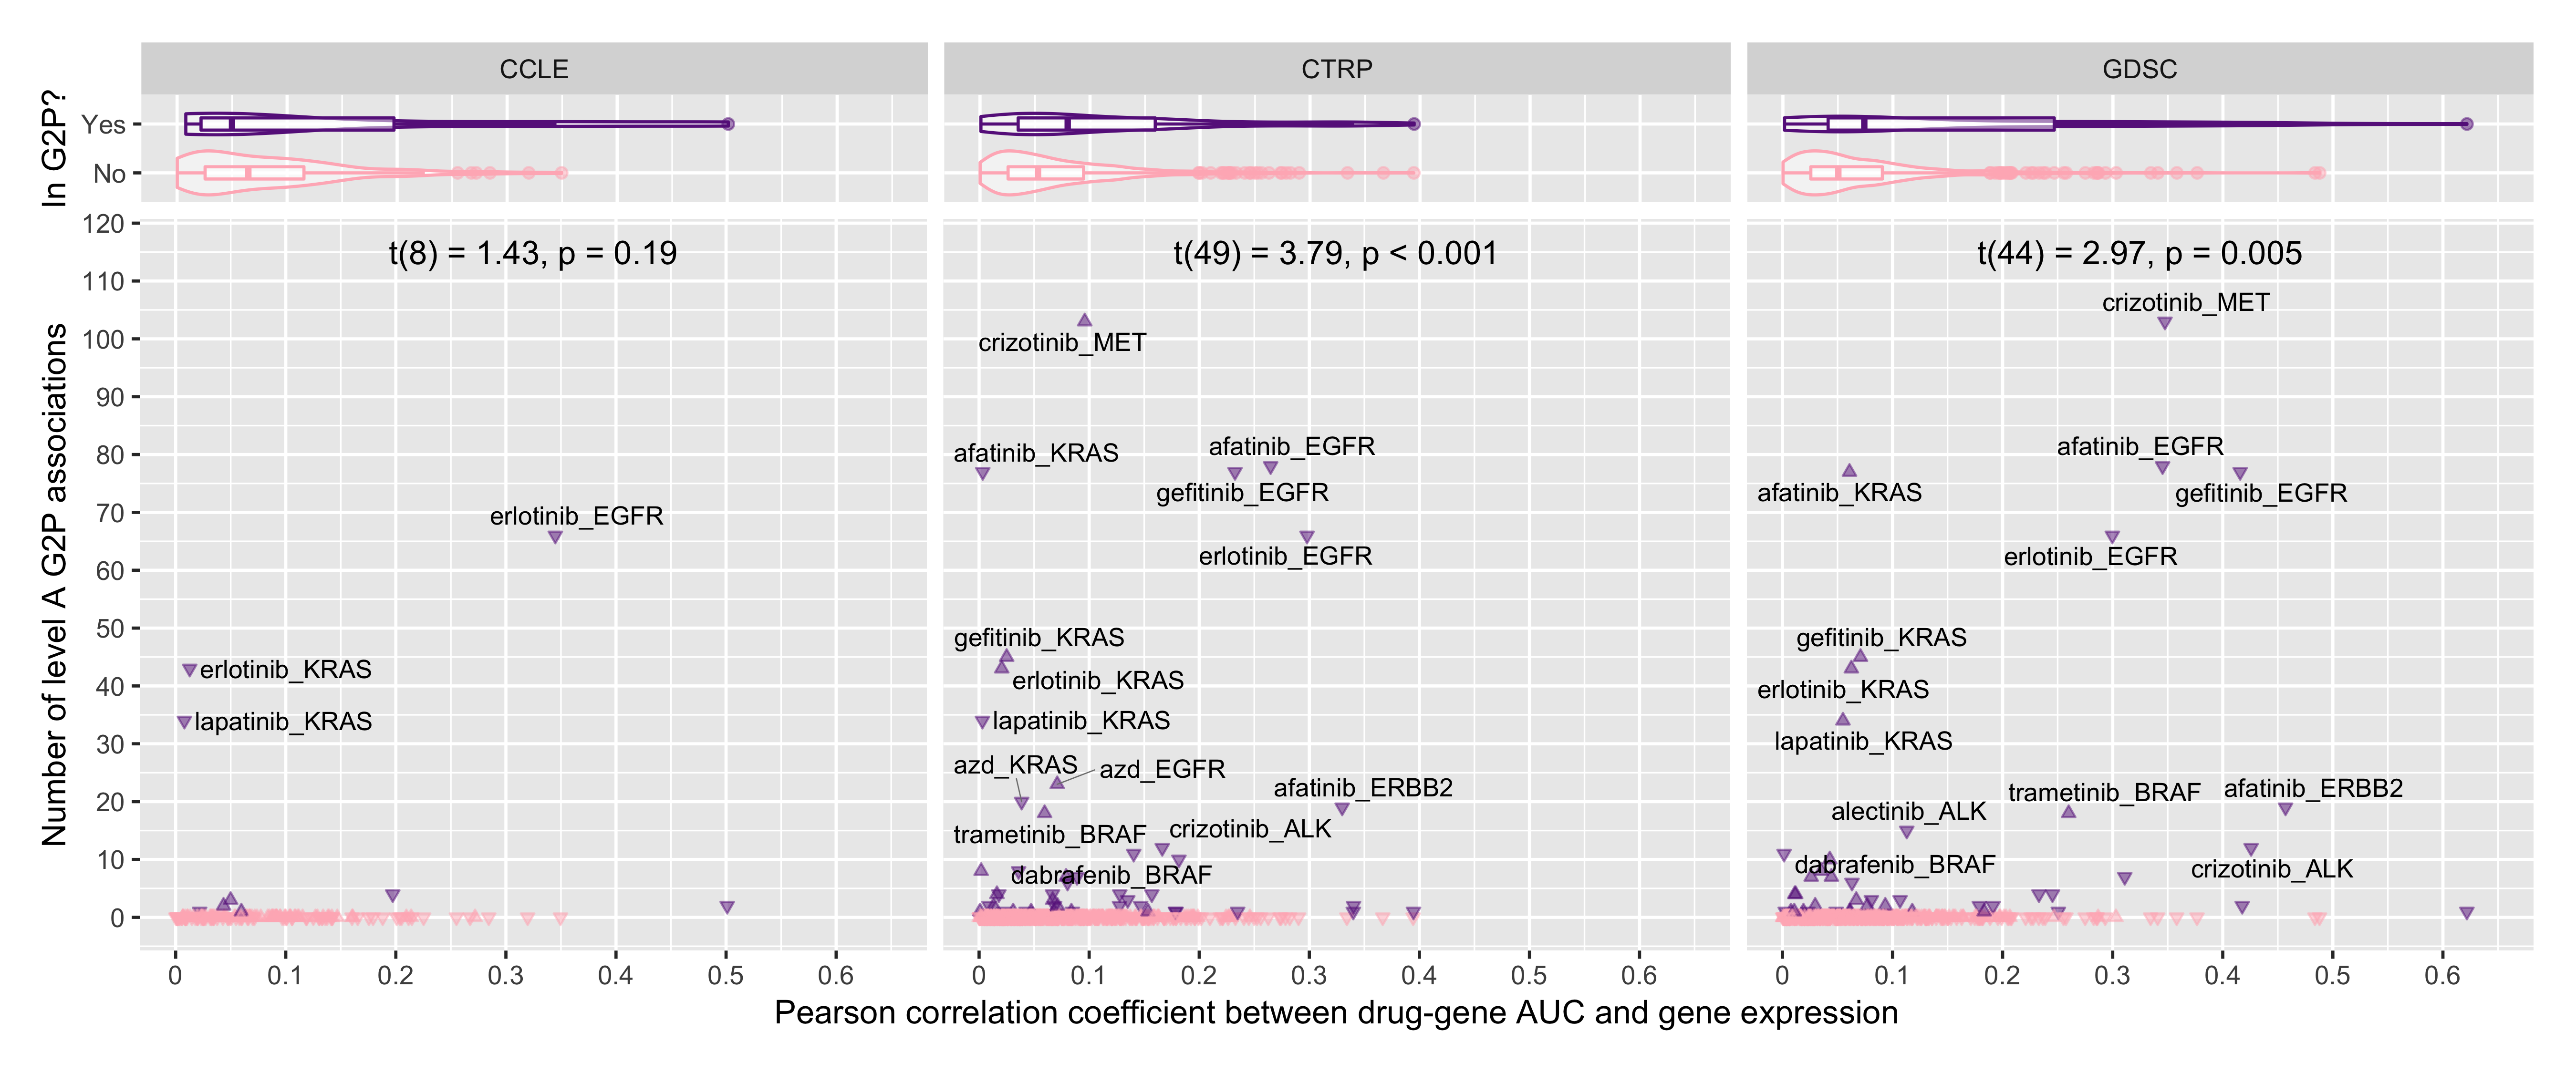 CCLE
CTRP
GDSC
In G2P?
Yes
No
Number of level A G2P associations
120
110
100
90
80
70
60
50
40
30
20
10
0
t(8) = 1.43, p = 0.19
erlotinib_EGFR
erlotinib_KRAS
lapatinib_KRAS
t(49) = 3.79, p < 0.001
crizotinib_MET
afatinib_KRAS
afatinib_EGFR
gefitinib_EGFR
erlotinib_EGFR
gefitinib_KRAS
erlotinib_KRAS
lapatinib_KRAS
azd_KRAS
azd_EGFR
afatinib_ERBB2
trametinib_BRAF
crizotinib_ALK
dabrafenib_BRAF
t(44) = 2.97, p = 0.005
crizotinib_MET
afatinib_EGFR
afatinib_KRAS
gefitinib_EGFR
erlotinib_EGFR
gefitinib_KRAS
erlotinib_KRAS
lapatinib_KRAS
trametinib_BRAF
afatinib_ERBB2
alectinib_ALK
dabrafenib_BRAF
crizotinib_ALK
0 0.1 0.2 0.3 0.4 0.5 0.6
0 0.1 0.2 0.3 0.4 0.5 0.6
0 0.1 0.2 0.3 0.4 0.5 0.6
Pearson correlation coefficient between drug-gene AUC and gene expression